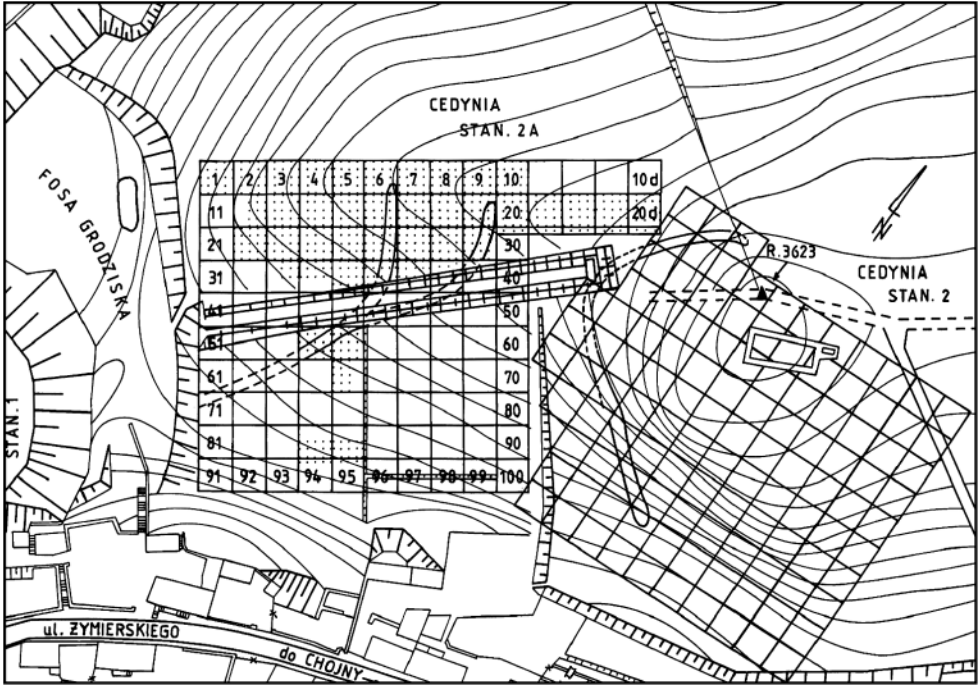 CEDYNIA
STAN. 2A
FOSA GRODZISKA
1 2 3 4 5 6 7 8 9 10 10d
11 20 20d
21 30
N
R.3623
31 40
CEDYNIA
STAN. 2
41 50
51 60
61 70
STAN.1
71 80
81 90
91 92 93 94 95 96 97 98 99 100
ul. ŻYMIERSKIEGO
do CHOJNY